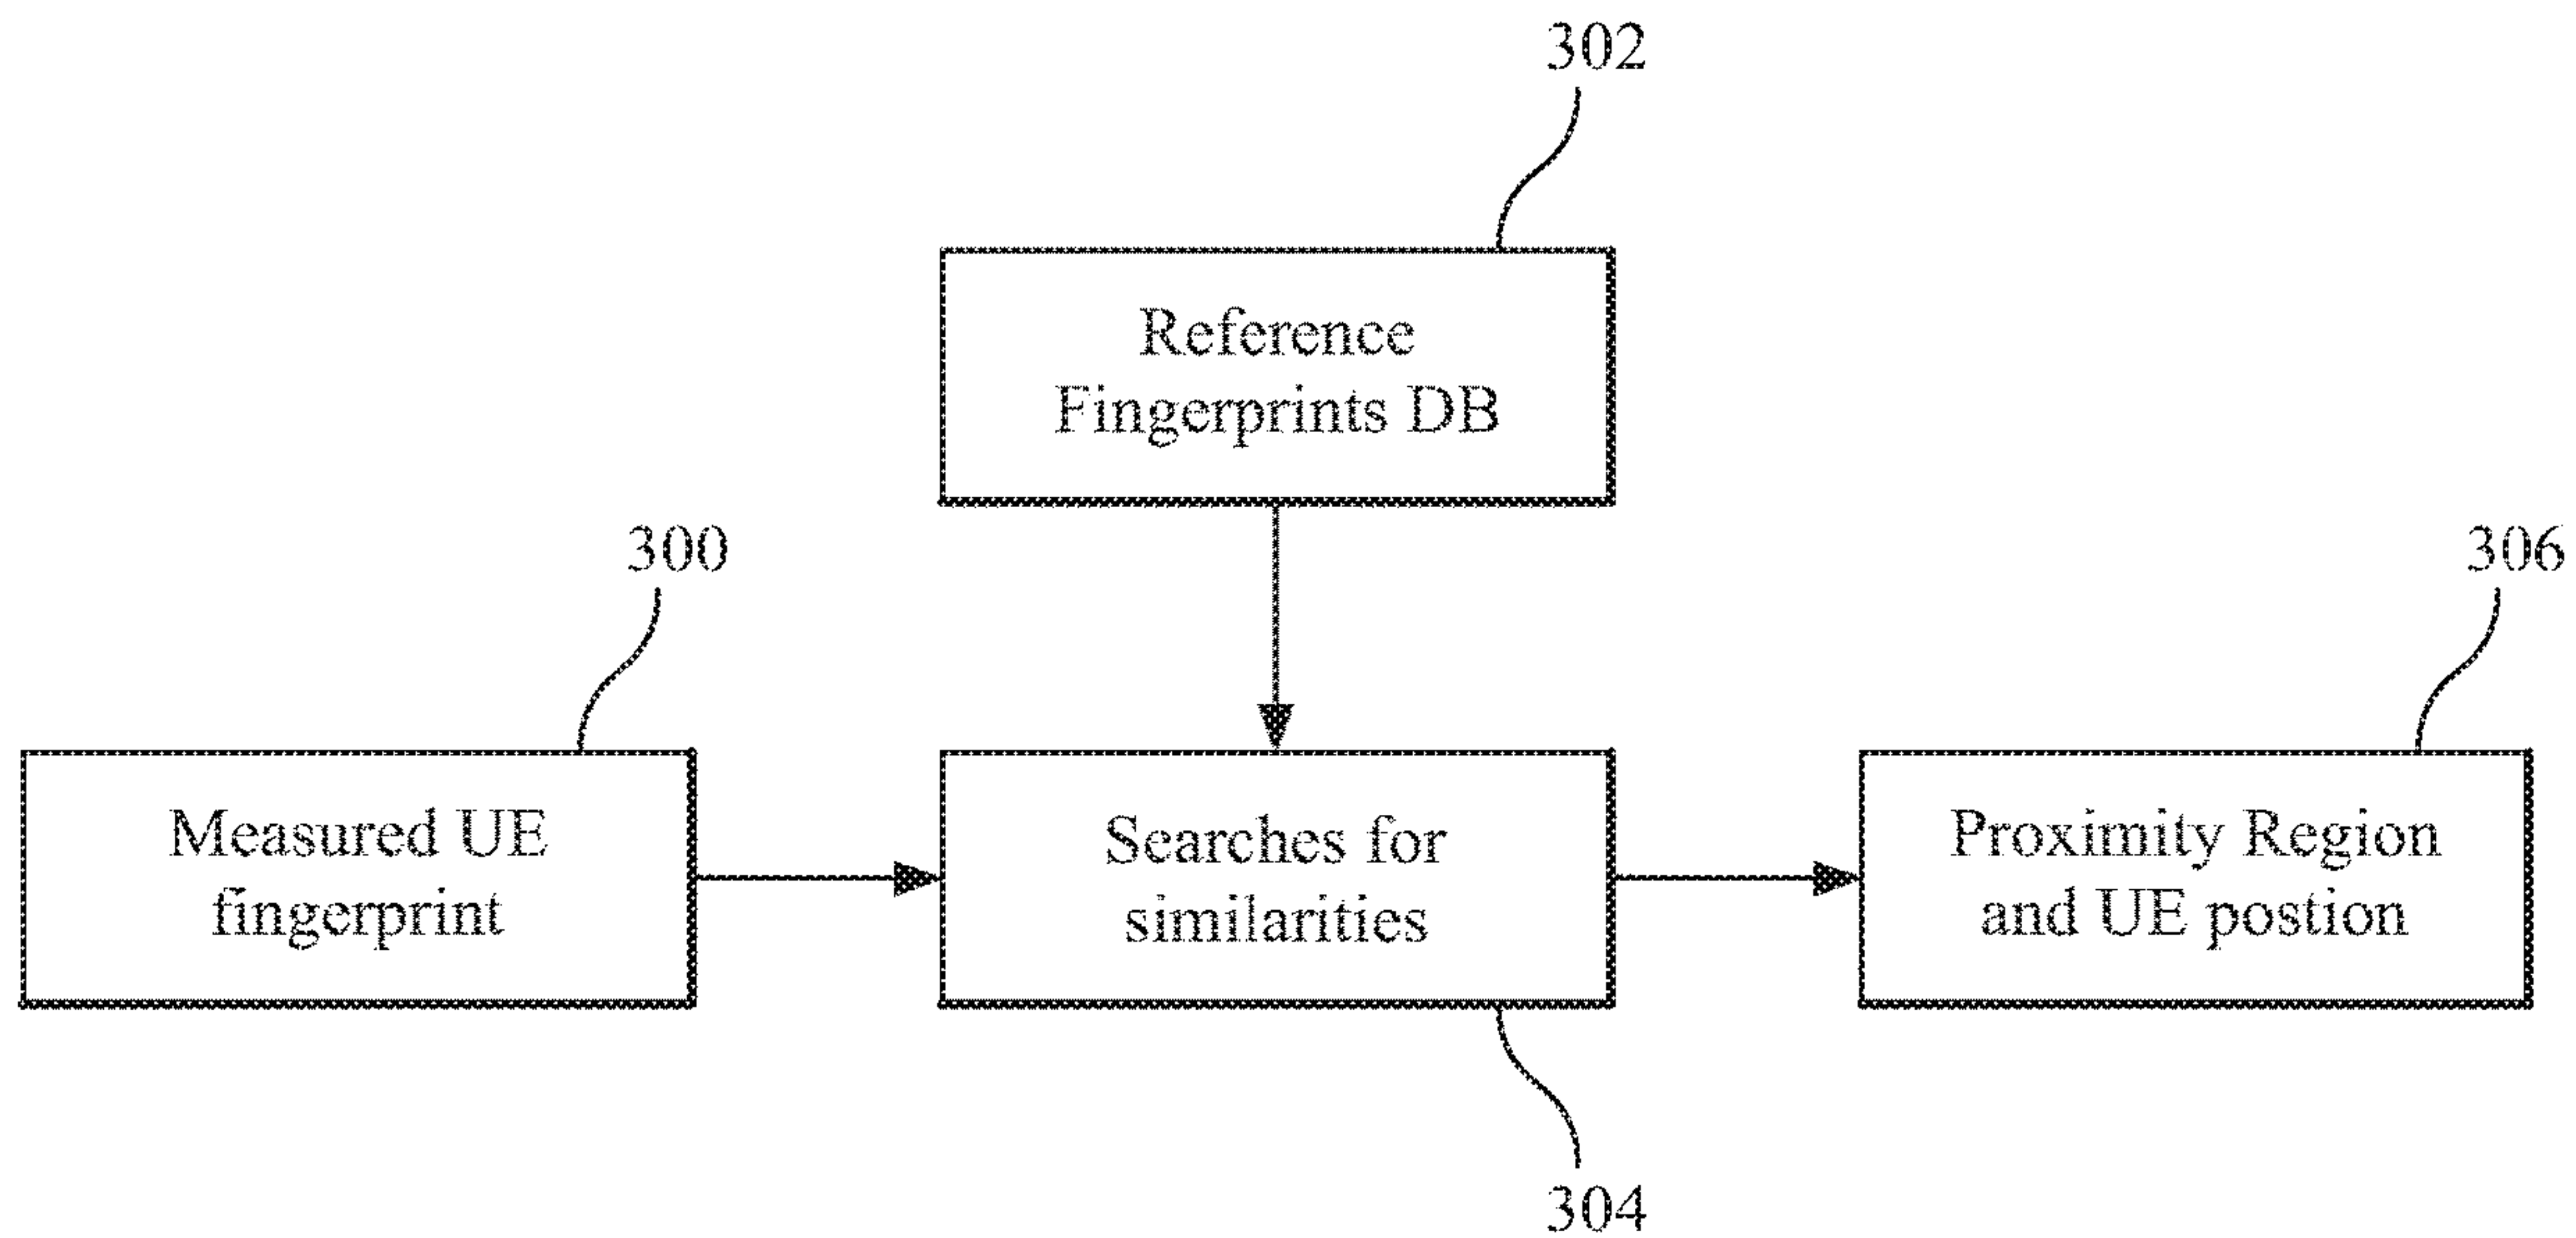 302
Reference
Fingerprints DB
300
306
Measured UE
fingerprint
Searches for
similarities
Proximity Region
and UE postion
304